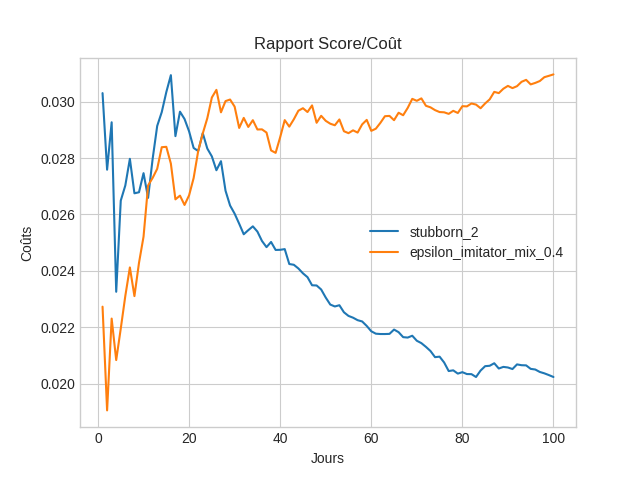 Rapport Score/Coût
0.030
0.028
0.026
0.024
0.022
0.020
Coûts
stubborn_2
epsilon_imitator_mix_0.4
0 20 40 60 80 100
Jours